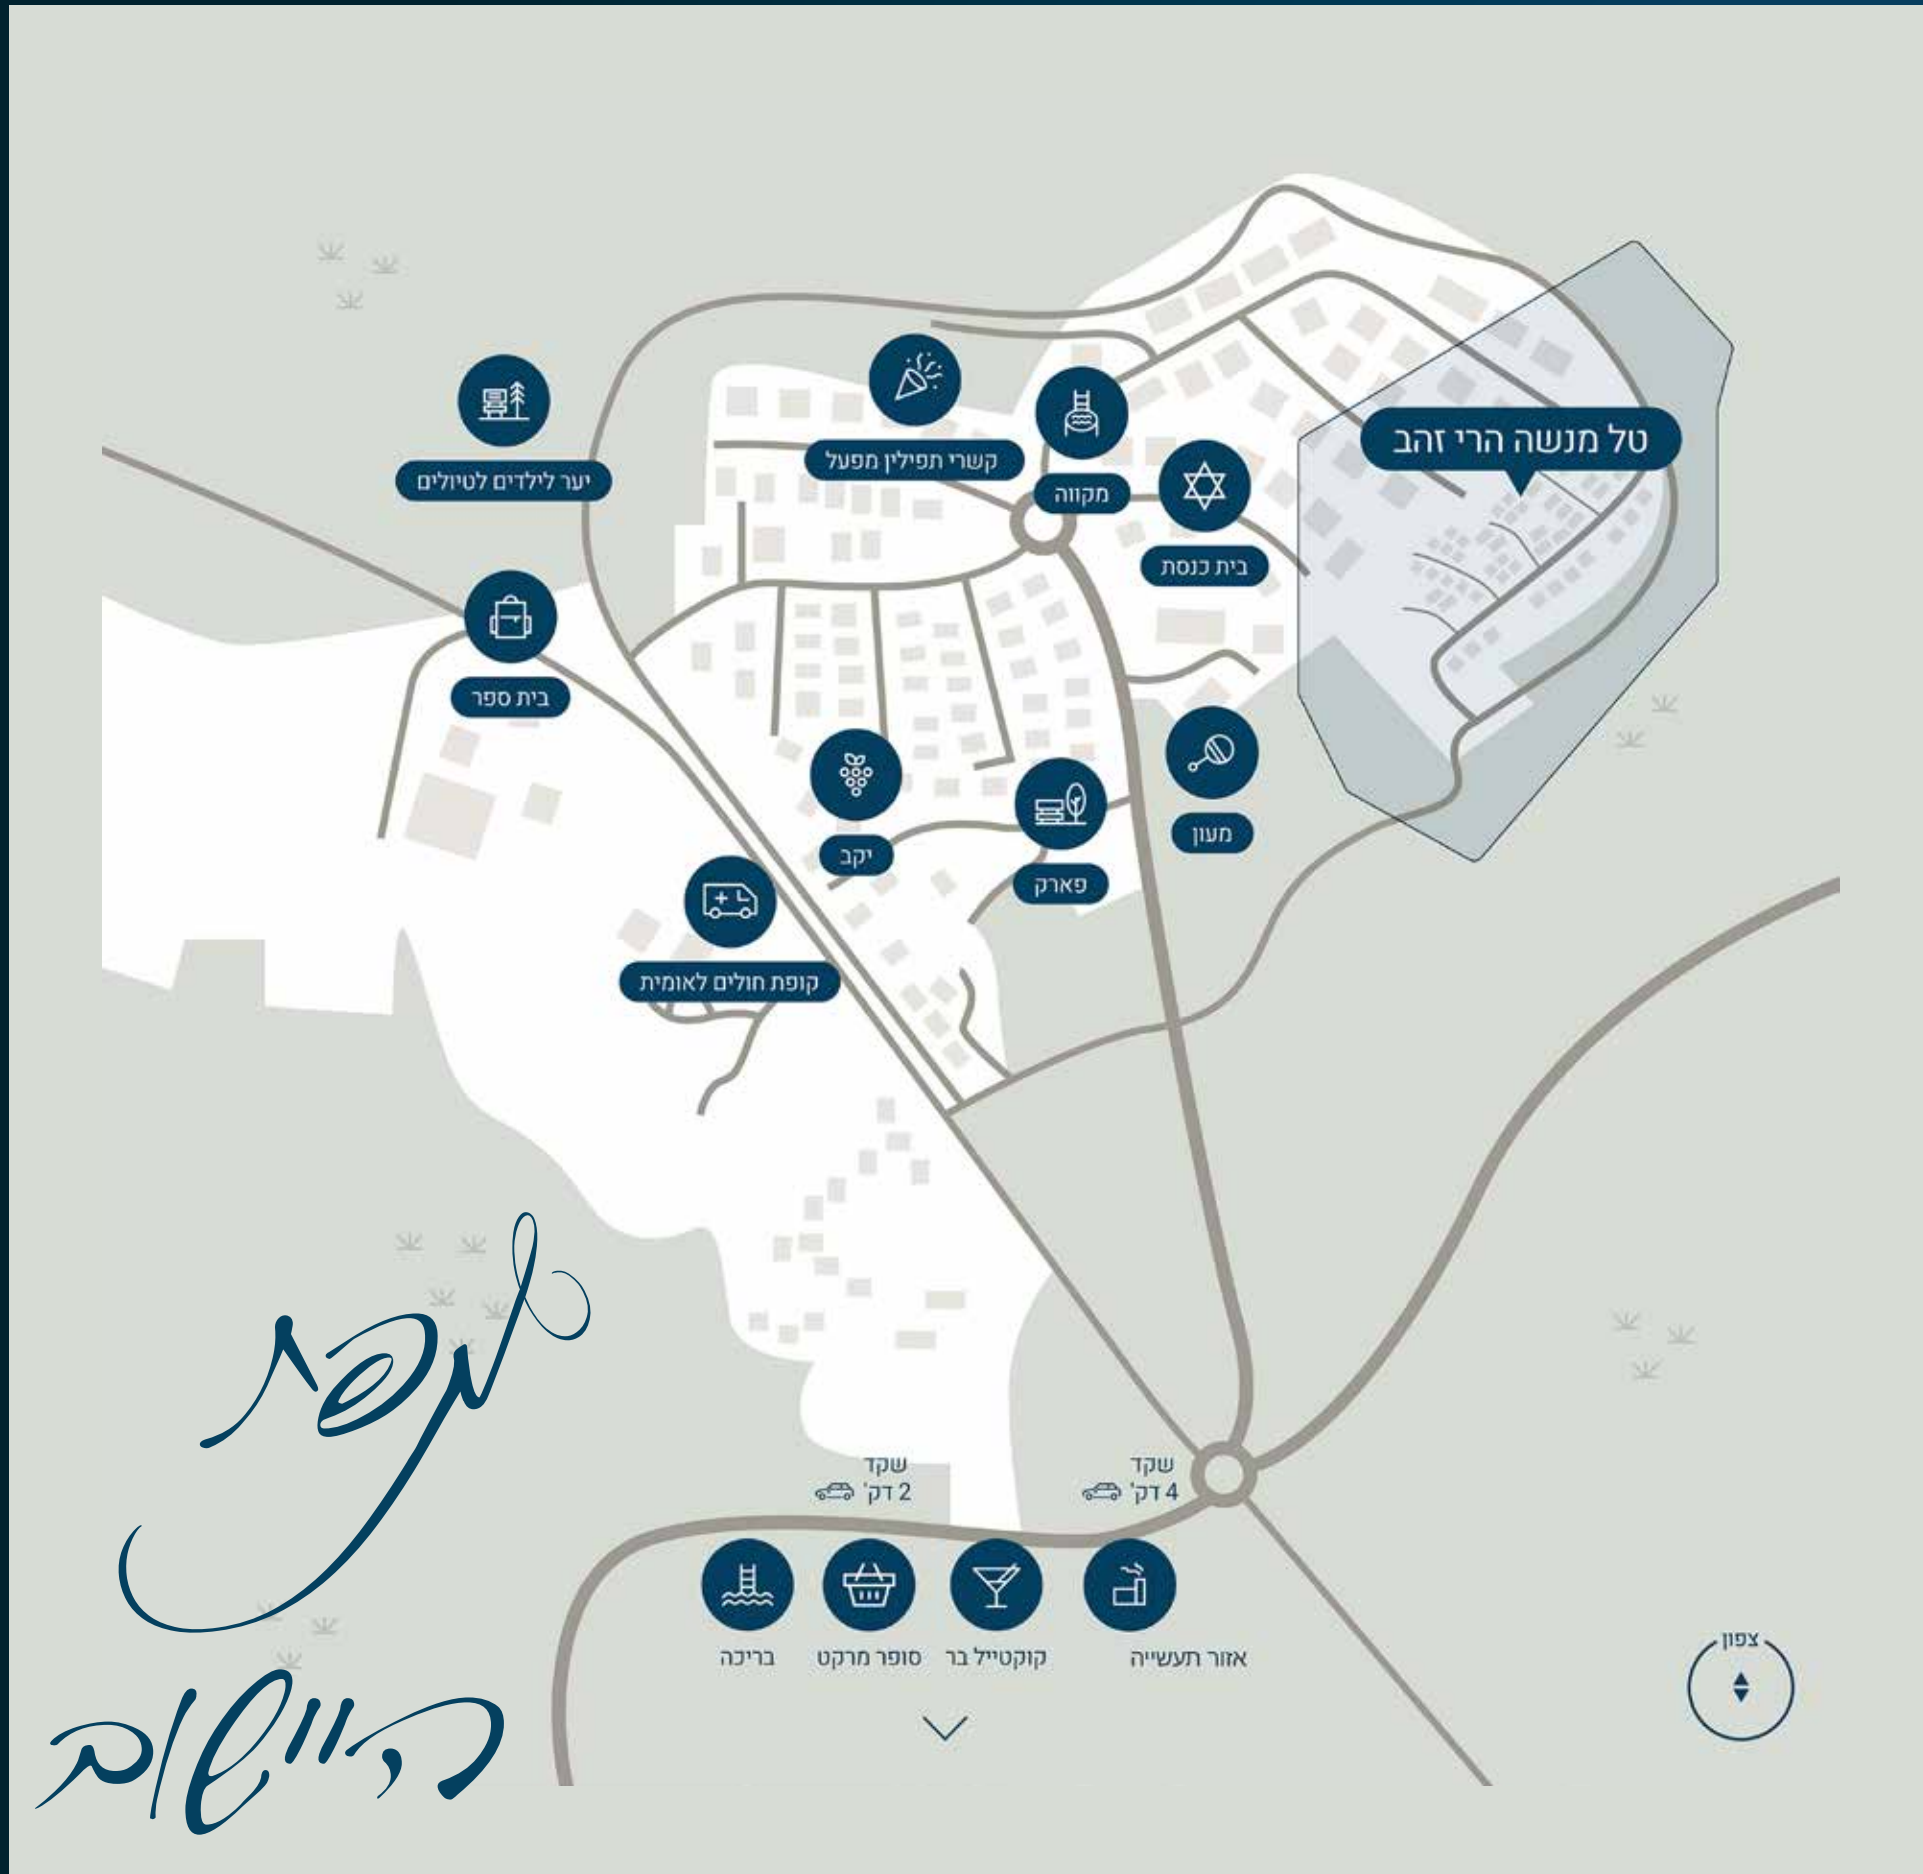 טל מנשה הרי זהב
קשרי תפילין מפעל
מקווה
יער לילדים לטיולים
בית כנסת
בית ספר
מעון
יקב
פארק
קופת חולים לאומית
מפת
היישוב
שקד
4 דק'
שקד
2 דק'
אזור תעשייה
קוקטייל בר
סופר מרקט
בריכה
צפון